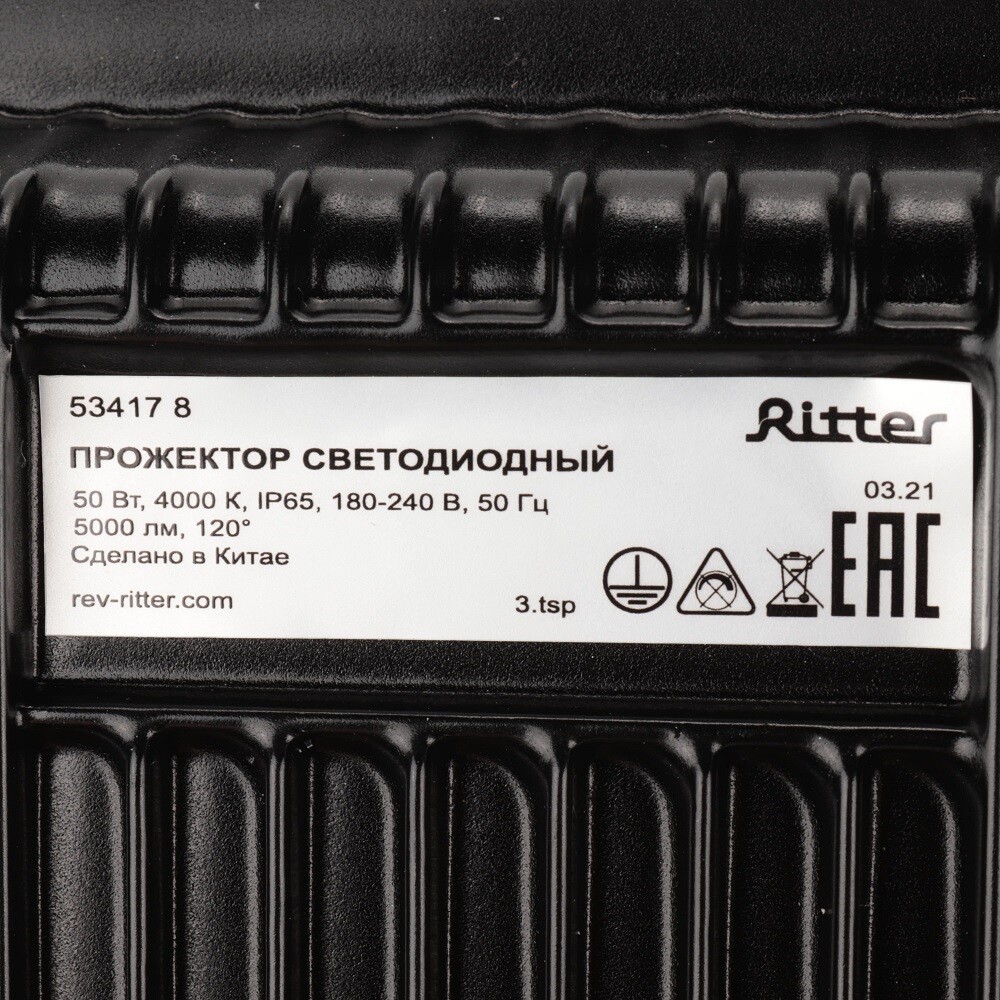 53417 8
Ritter
ПРОЖЕКТОР СВЕТОДИОДНЫЙ
50 Вт, 4000 К, IP65, 180-240 В, 50 Гц
03.21
5000 лм, 120°
Сделано в Китае
EAC
rev-ritter.com
3.tsp